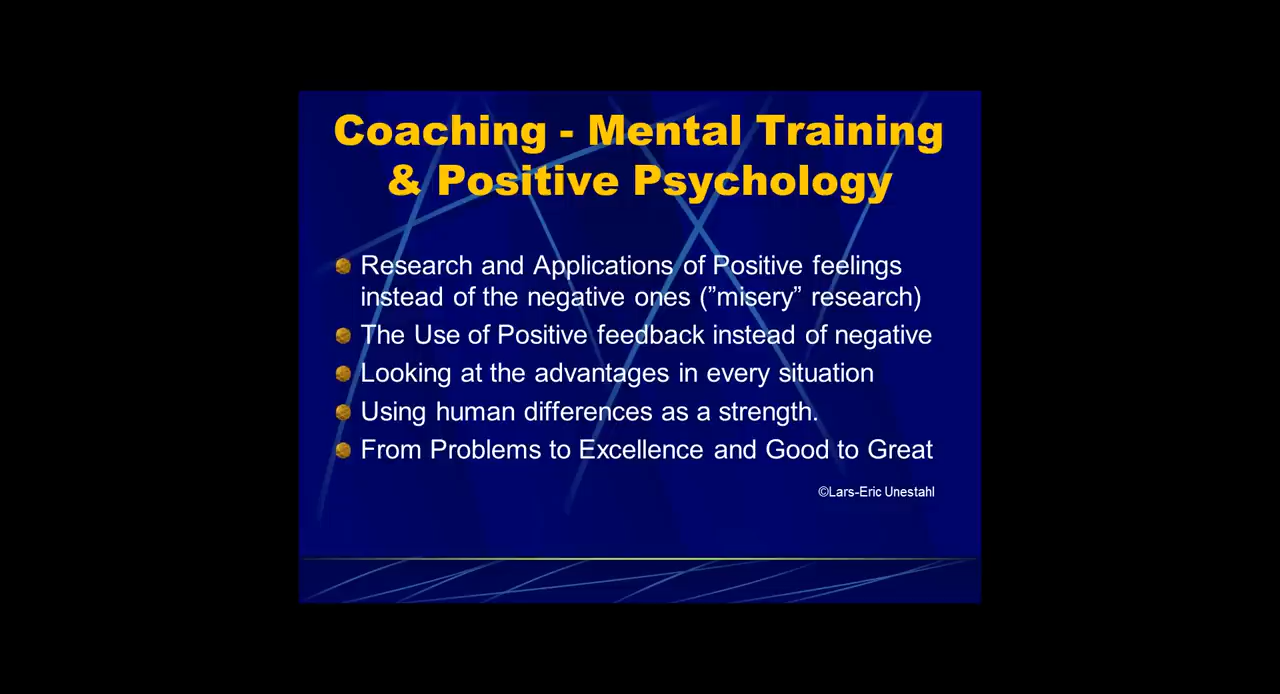 Coaching - Mental Training
& Positive Psychology
Research and Applications of Positive feelings
instead of the negative ones (”misery” research)
The Use of Positive feedback instead of negative
Looking at the advantages in every situation
Using human differences as a strength.
From Problems to Excellence and Good to Great
©Lars-Eric Unestahl